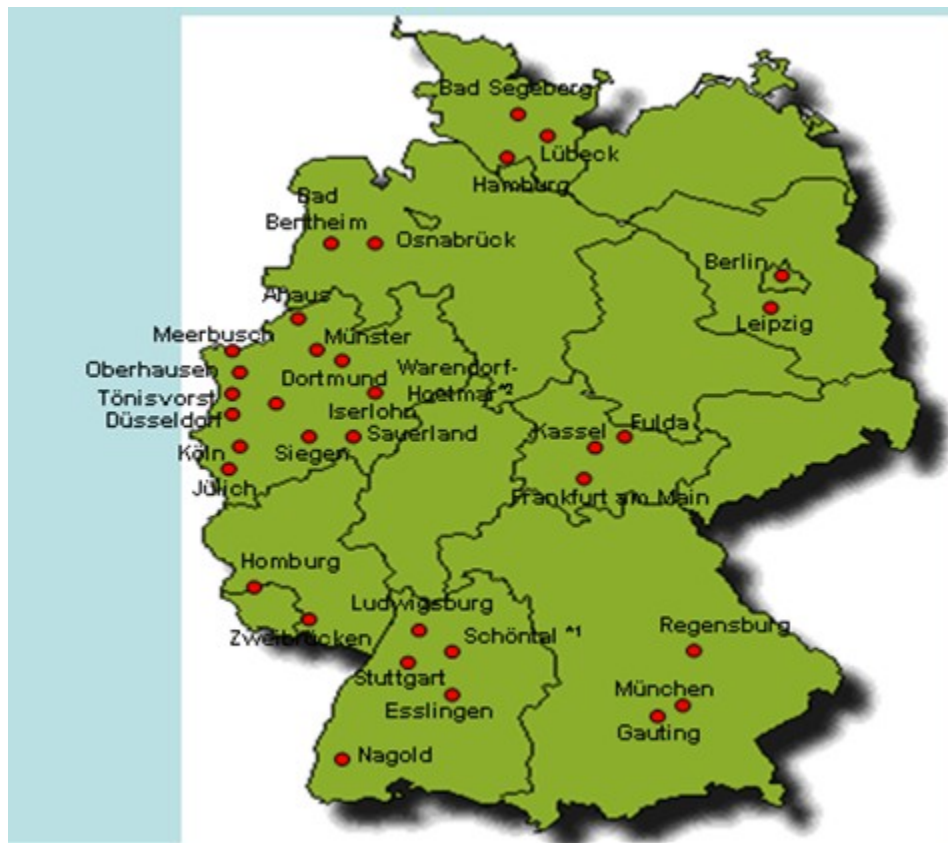 Bad Segeberg
Lübeck
Hamburg
Bad
Bentheim
Osnabrück
Berlin
Leipzig
Ahaus
Meerbusch
Münster
Oberhausen
Dortmund
Warendorf-
Hoetmar*2
Tönisvorst
Iserlohn
Düsseldorf
Sauerland
Köln
Siegen
Jülich
Kassel
Fulda
Frankfurt am Main
Homburg
Zweibrücken
Ludwigsburg
Schöntal *1
Stuttgart
Esslingen
Regensburg
München
Gauting
Nagold